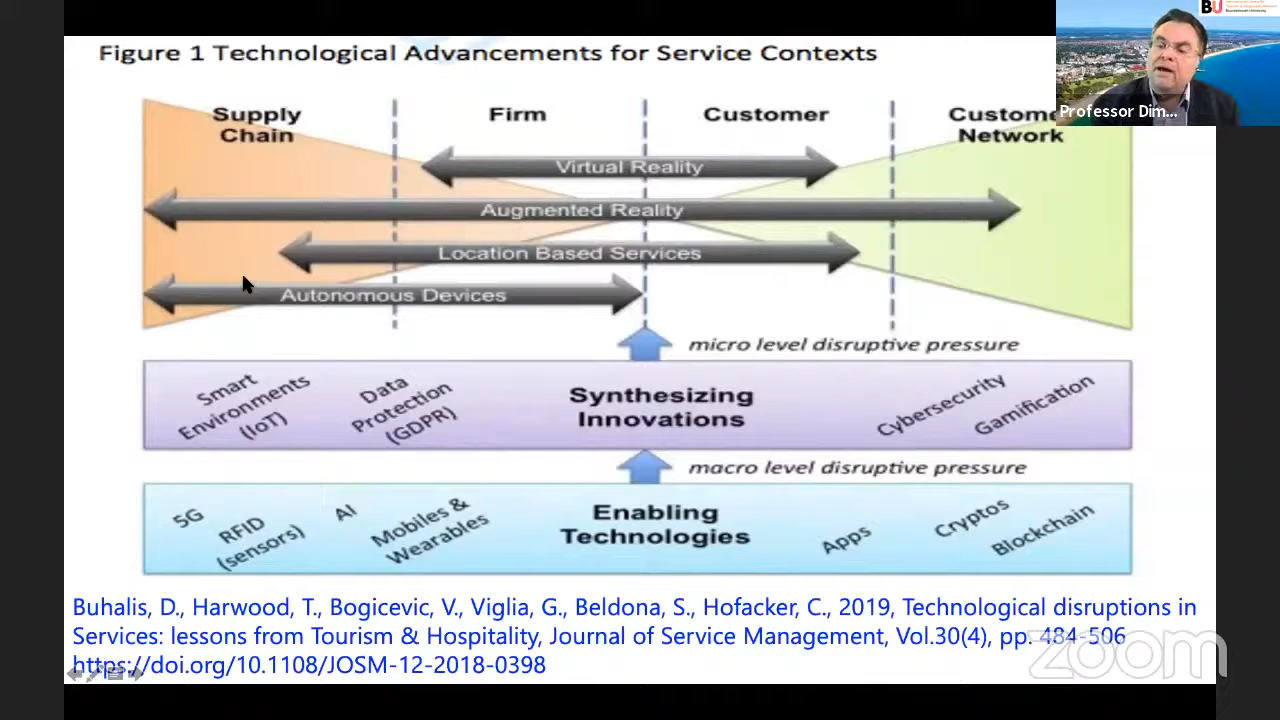 BU
Bournemouth University
Figure 1 Technological Advancements for Service Contexts
Professor Dim...
Supply
Chain
Firm
Customer
Custome
Network
Virtual Reality
Augmented Reality
Location Based Services
Autonomous Devices
micro level disruptive pressure
Smart
Environments
(IoT)
Data
Protection
(GDPR)
Synthesizing
Innovations
Cybersecurity
Gamification
macro level disruptive pressure
5G
RFID
(sensors)
AI
Mobiles &
Wearables
Enabling
Technologies
Apps
Cryptos
Blockchain
Buhalis, D., Harwood, T., Bogicevic, V., Viglia, G., Beldona, S., Hofacker, C., 2019, Technological disruptions in
Services: lessons from Tourism & Hospitality, Journal of Service Management, Vol.30(4), pp. 484-506
https://doi.org/10.1108/JOSM-12-2018-0398
zoom